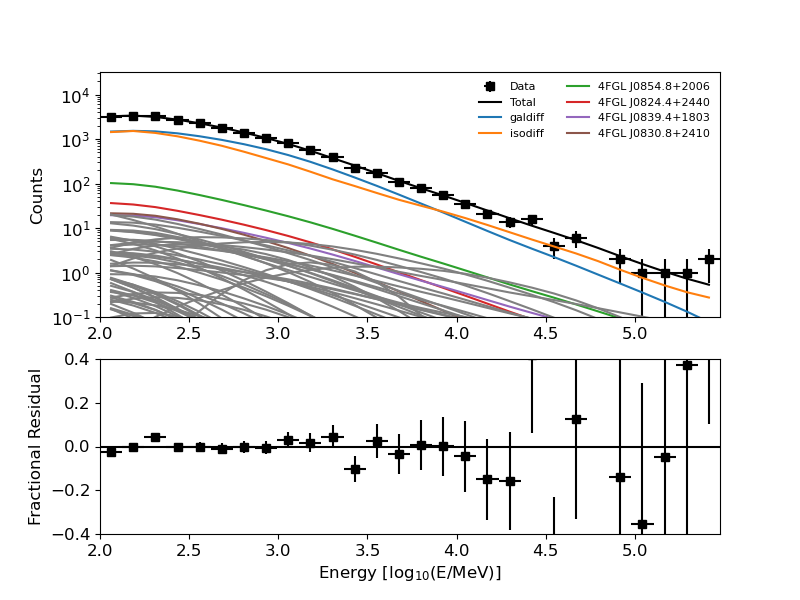 Counts
10⁴
10³
10²
10¹
10⁰
10⁻¹
Data
Total
galdiff
isodiff
4FGL J0854.8+2006
4FGL J0824.4+2440
4FGL J0839.4+1803
4FGL J0830.8+2410
2.0 2.5 3.0 3.5 4.0 4.5 5.0
Fractional Residual
0.4
0.2
0.0
−0.2
−0.4
2.0 2.5 3.0 3.5 4.0 4.5 5.0
Energy [log₁₀(E/MeV)]